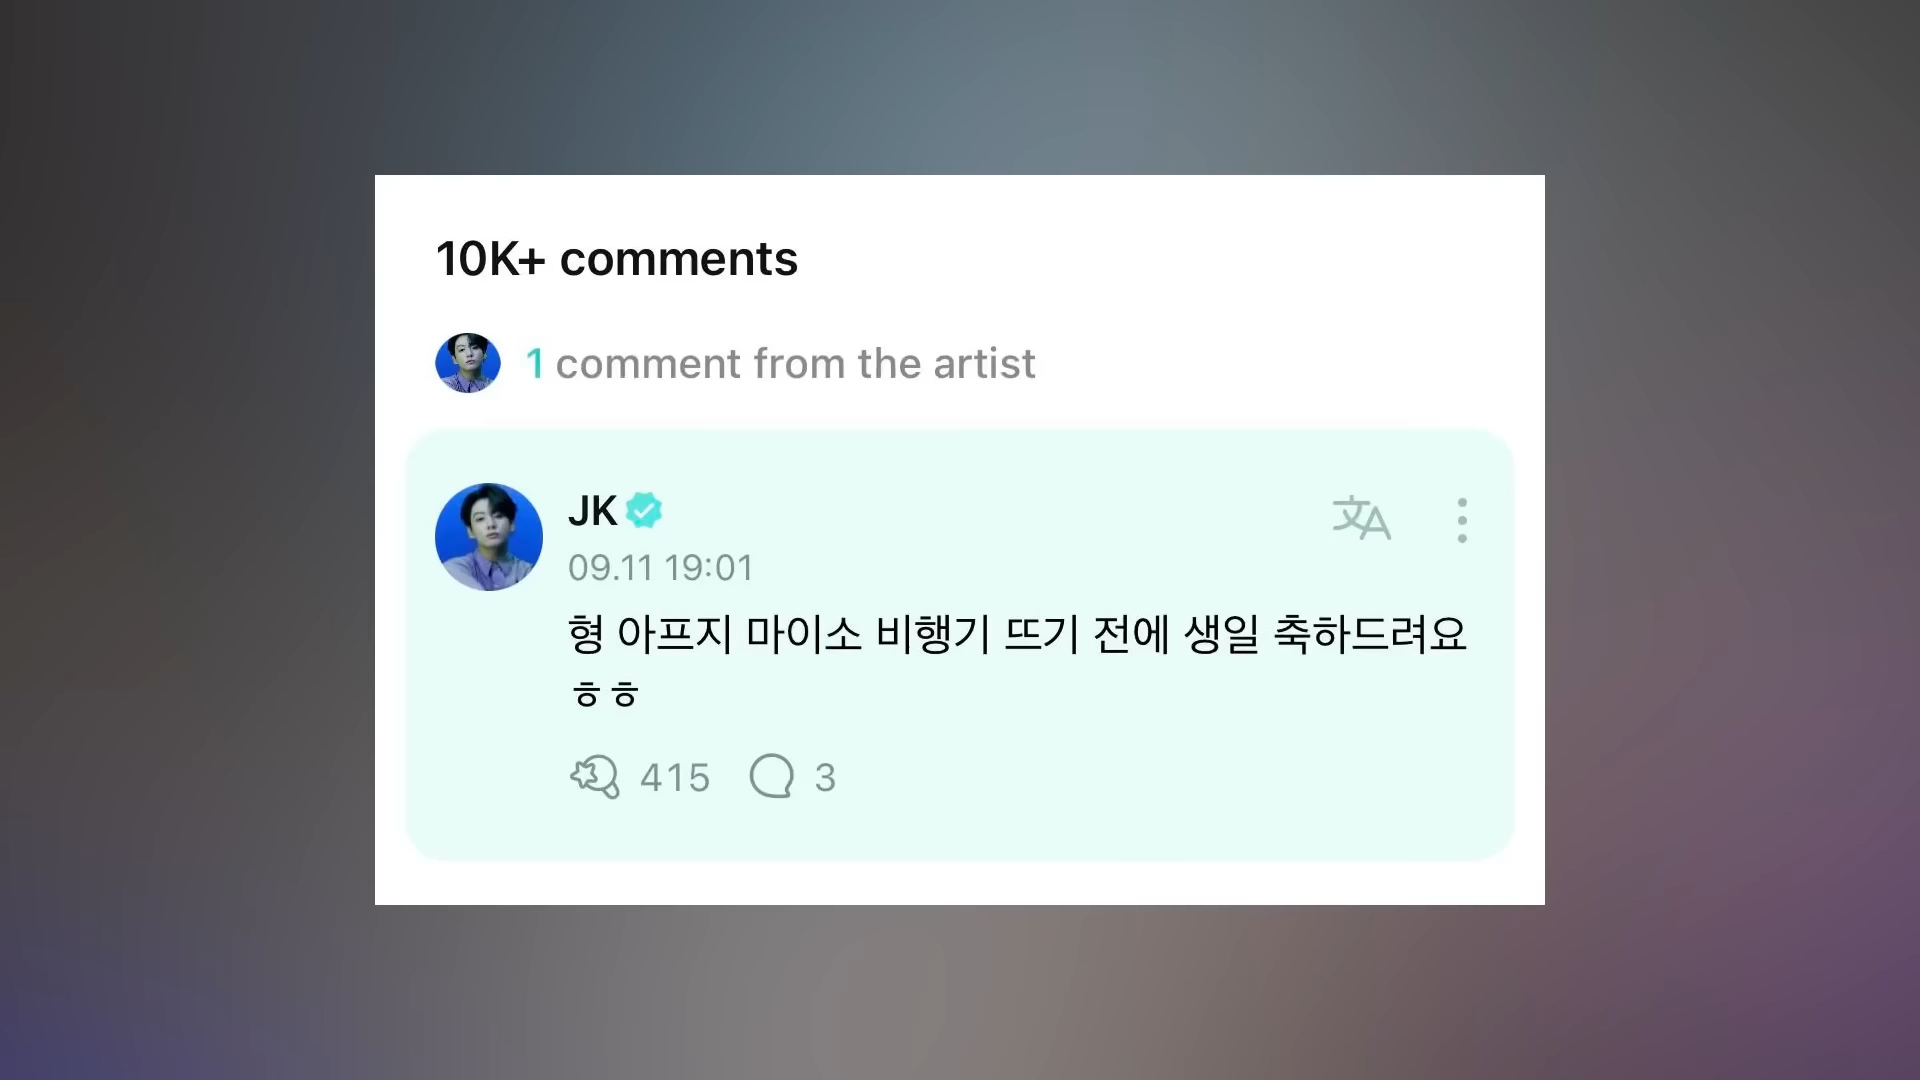 10K+ comments
1 comment from the artist
JK
09.11 19:01
형 아프지 마이소 비행기 뜨기 전에 생일 축하드려요
ㅎㅎ
415 3